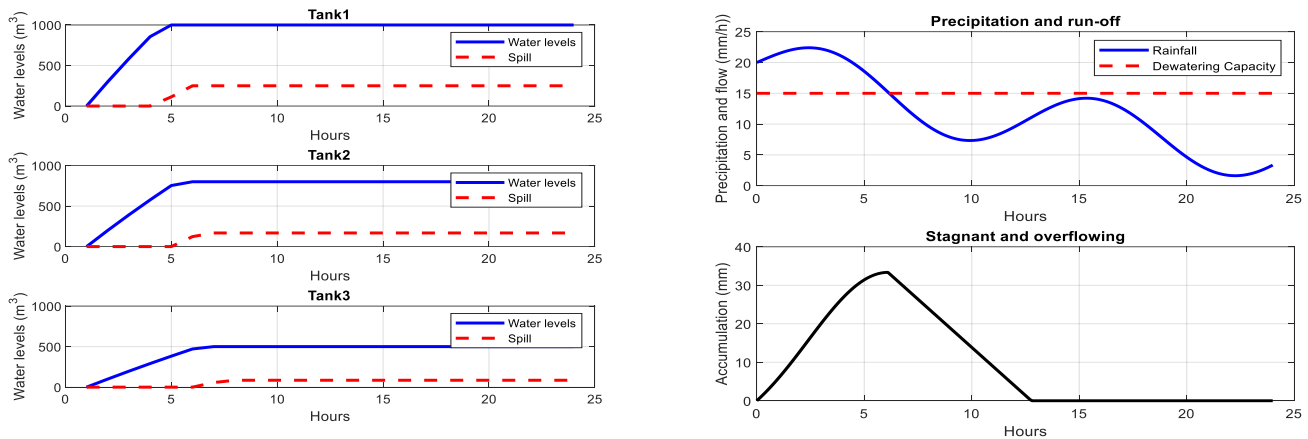 Tank1
Water levels (m3)
1000
500
0
Water levels
Spill
0 5 10 15 20 25
Hours
Tank2
Water levels (m3)
1000
500
0
Water levels
Spill
0 5 10 15 20 25
Hours
Tank3
Water levels (m3)
1000
500
0
Water levels
Spill
0 5 10 15 20 25
Hours
Precipitation and run-off
Precipitation and flow (mm/h))
25
20
15
10
5
0
Rainfall
Dewatering Capacity
0 5 10 15 20 25
Hours
Stagnant and overflowing
Accumulation (mm)
40
30
20
10
0
0 5 10 15 20 25
Hours